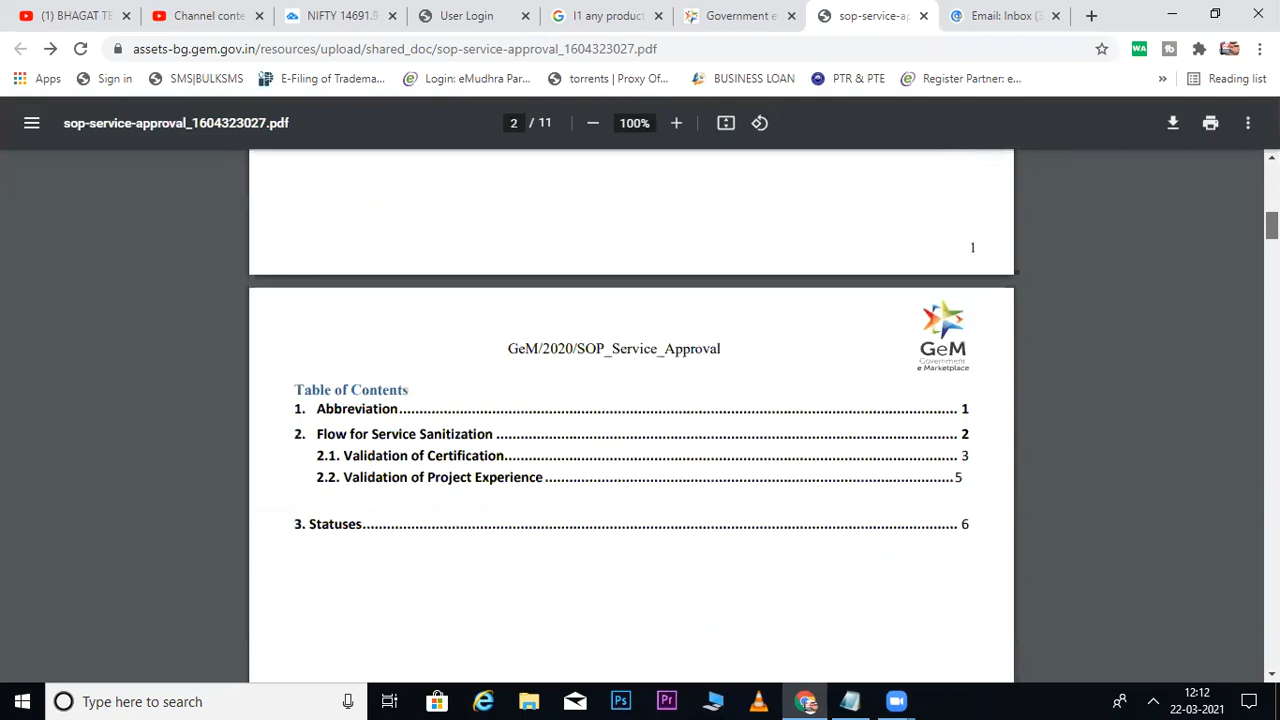 (1) BHAGAT TE
Channel conte
NIFTY 14691.
User Login
I1 any product
Government e
sop-service-ap
Email: Inbox (3
assets-bg.gem.gov.in/resources/upload/shared_doc/sop-service-approval_1604323027.pdf
WA
Apps
Sign in
SMS|BULKSMS
E-Filing of Tradema...
Login: eMudhra Par...
torrents | Proxy Of...
BUSINESS LOAN
PTR & PTE
Register Partner: e...
»
Reading list
sop-service-approval_1604323027.pdf
2 / 11
100%
1
GeM/2020/SOP_Service_Approval
GeM
Government
e Marketplace
Table of Contents
1. Abbreviation 1
2. Flow for Service Sanitization 2
2.1. Validation of Certification 3
2.2. Validation of Project Experience 5
3. Statuses 6
Type here to search
Ps
Pr
12:12
22-03-2021